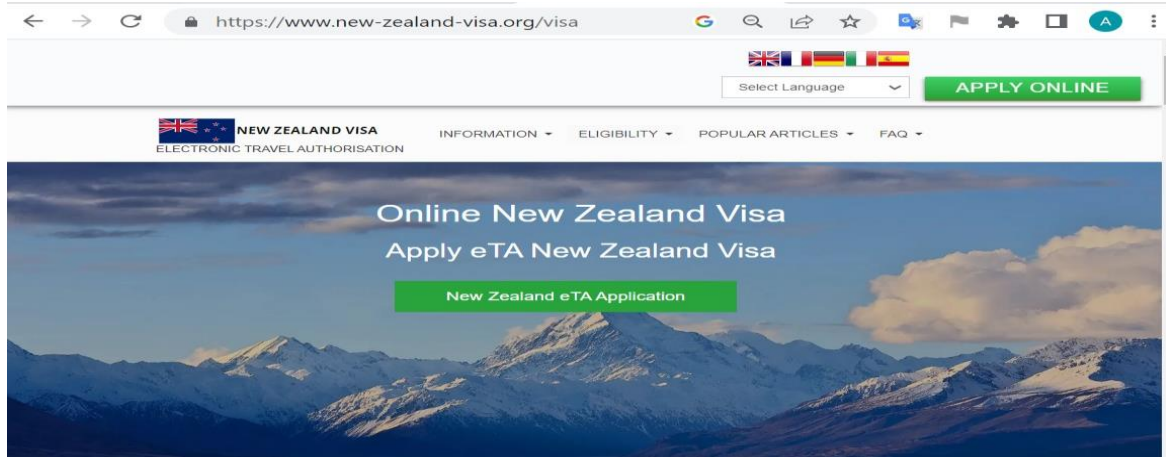 https://www.new-zealand-visa.org/visa
A
Select Language
APPLY ONLINE
NEW ZEALAND VISA
ELECTRONIC TRAVEL AUTHORISATION
INFORMATION
ELIGIBILITY
POPULAR ARTICLES
FAQ
Online New Zealand Visa
Apply eTA New Zealand Visa
New Zealand eTA Application